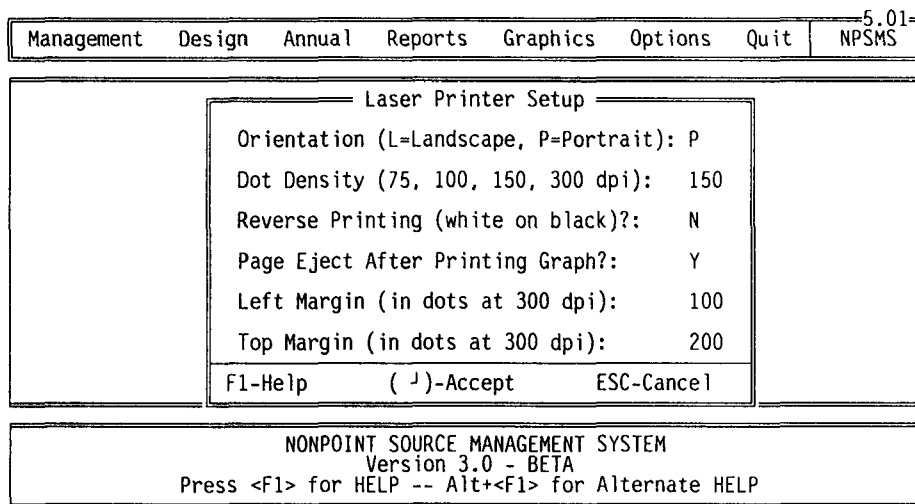 5.01
Management Design Annual Reports Graphics Options Quit NPSMS
Laser Printer Setup
Orientation (L=Landscape, P=Portrait): P
Dot Density (75, 100, 150, 300 dpi): 150
Reverse Printing (white on black)?: N
Page Eject After Printing Graph?: Y
Left Margin (in dots at 300 dpi): 100
Top Margin (in dots at 300 dpi): 200
F1-Help (┘)-Accept ESC-Cancel
NONPOINT SOURCE MANAGEMENT SYSTEM
Version 3.0 - BETA
Press <F1> for HELP -- Alt+<F1> for Alternate HELP